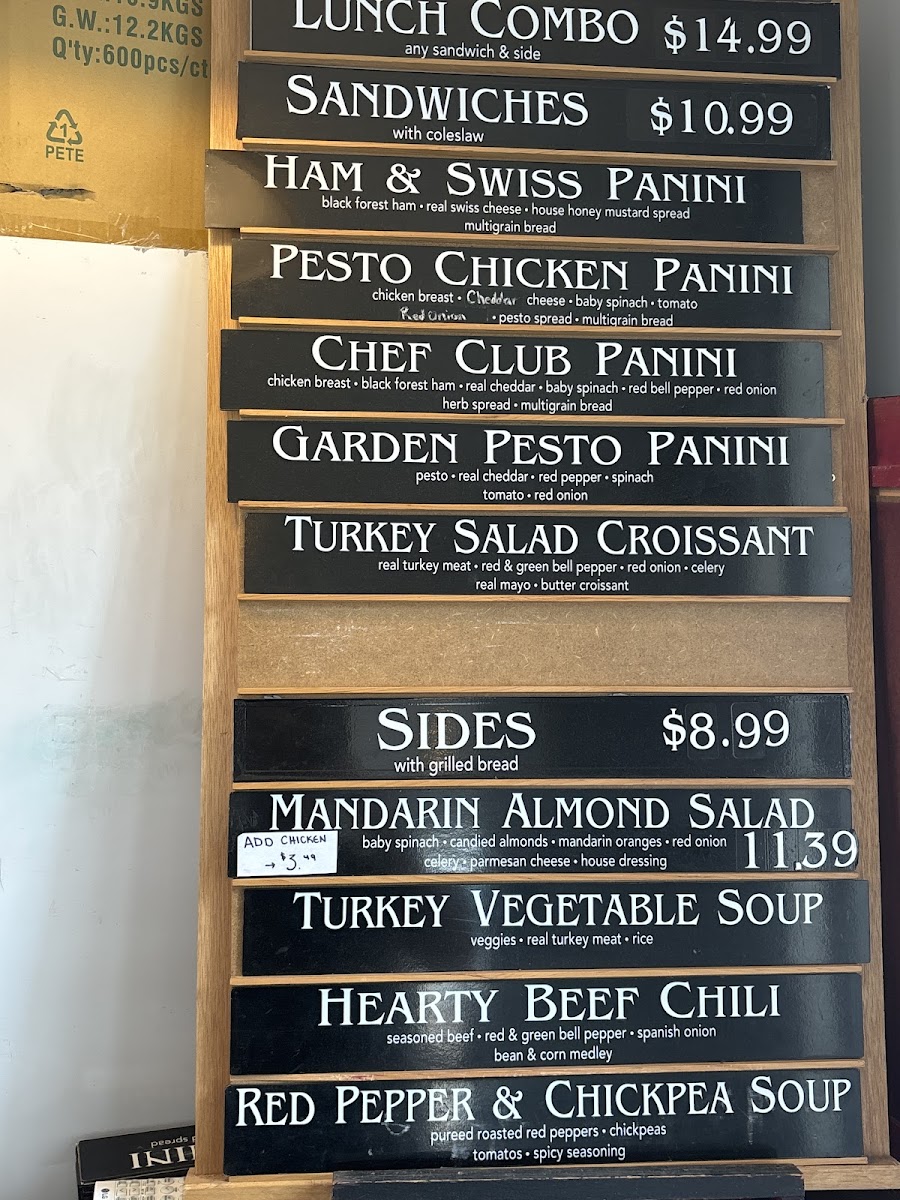 G.W.:12.2KGS
Q'ty:600pcs/ct
PETE
LUNCH COMBO $14.99
any sandwich & side
SANDWICHES $10.99
with coleslaw
HAM & SWISS PANINI
black forest ham • real swiss cheese • house honey mustard spread
multigrain bread
PESTO CHICKEN PANINI
chicken breast • Cheddar cheese • baby spinach • tomato
Red Onion • pesto spread • multigrain bread
CHEF CLUB PANINI
chicken breast • black forest ham • real cheddar • baby spinach • red bell pepper • red onion
herb spread • multigrain bread
GARDEN PESTO PANINI
pesto • real cheddar • red pepper • spinach
tomato • red onion
TURKEY SALAD CROISSANT
real turkey meat • red & green bell pepper • red onion • celery
real mayo • butter croissant
SIDES $8.99
with grilled bread
MANDARIN ALMOND SALAD
ADD CHICKEN
→ $3.49
baby spinach • candied almonds • mandarin oranges • red onion
celery • parmesan cheese • house dressing
11.39
TURKEY VEGETABLE SOUP
veggies • real turkey meat • rice
HEARTY BEEF CHILI
seasoned beef • red & green bell pepper • spanish onion
bean & corn medley
RED PEPPER & CHICKPEA SOUP
pureed roasted red peppers • chickpeas
tomatos • spicy seasoning